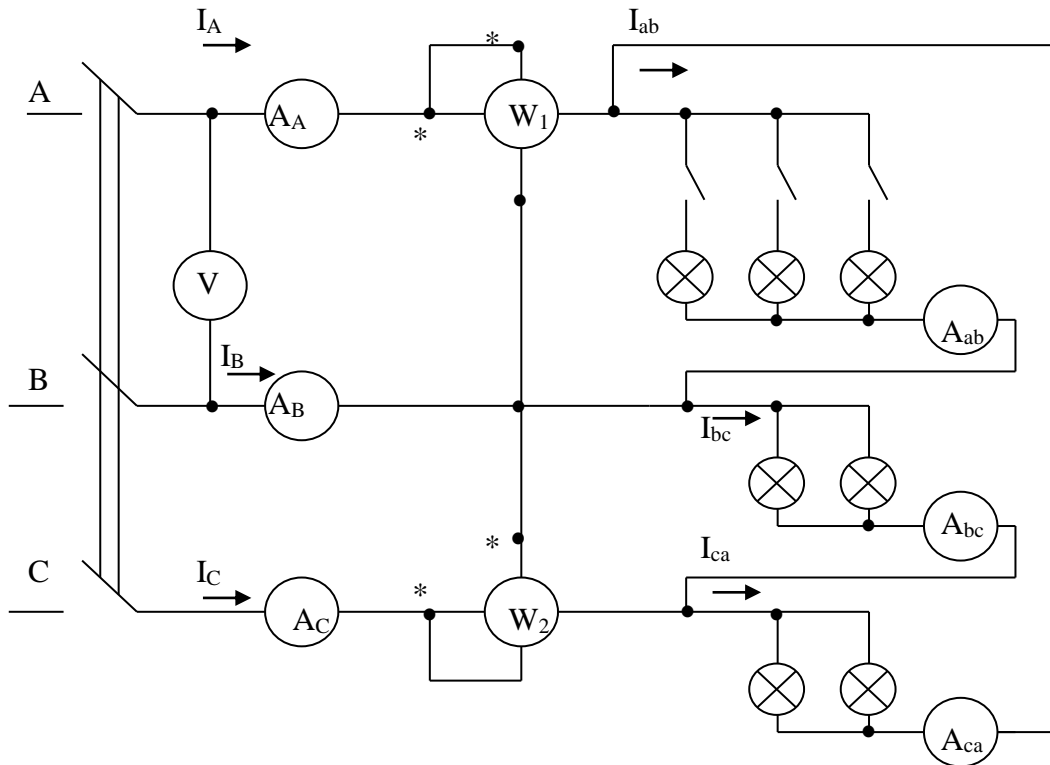 I_A
I_ab
*
A
A_A
*
W_1
V
A_ab
I_B
B
A_B
I_bc
A_bc
*
I_ca
C
I_C
*
A_C
W_2
A_ca